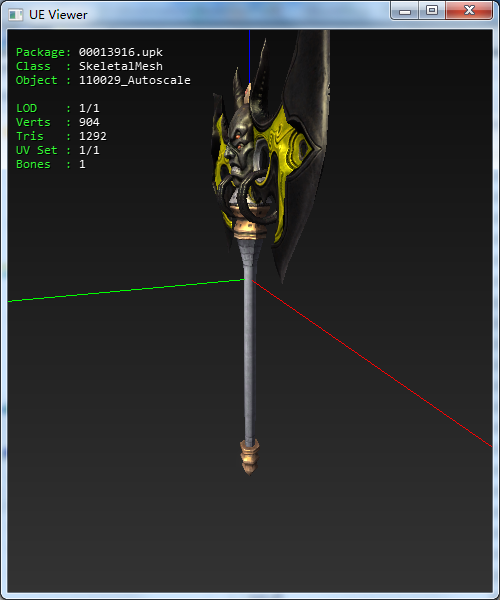 UE Viewer
Package: 00013916.upk
Class : SkeletalMesh
Object : 110029_Autoscale
LOD : 1/1
Verts : 904
Tris : 1292
UV Set : 1/1
Bones : 1